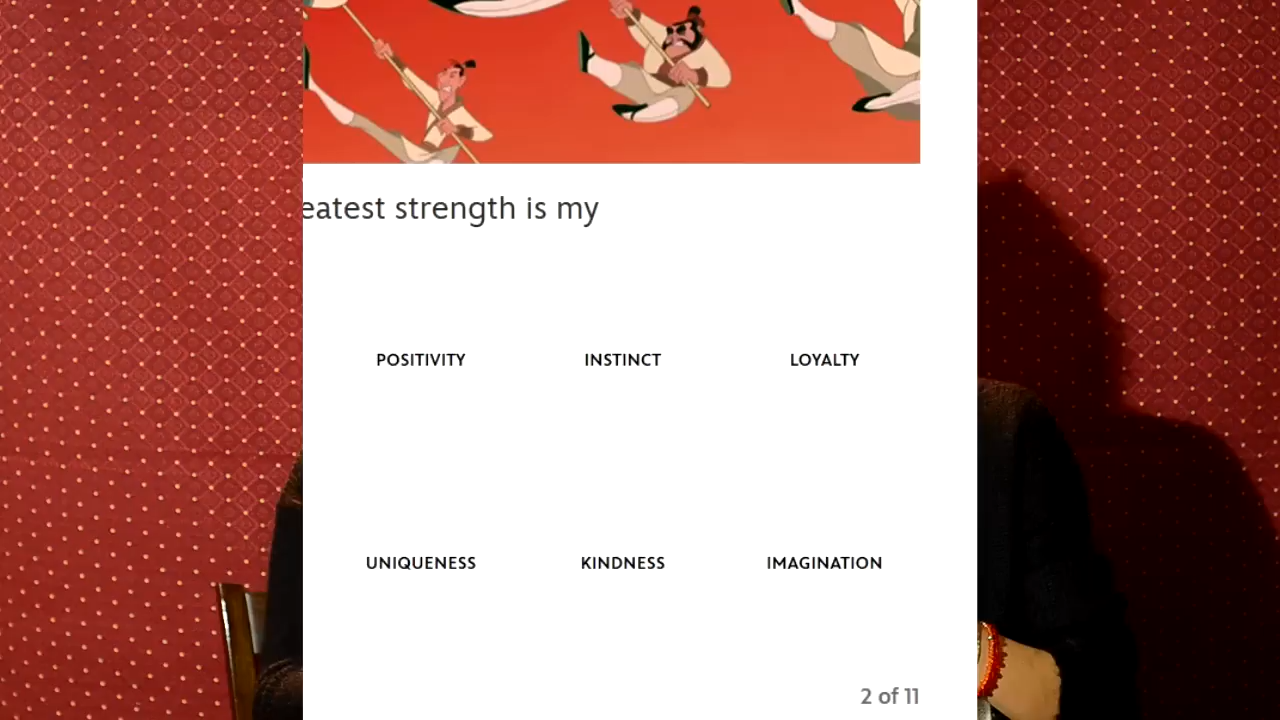 eatest strength is my
POSITIVITY INSTINCT LOYALTY
UNIQUENESS KINDNESS IMAGINATION
2 of 11